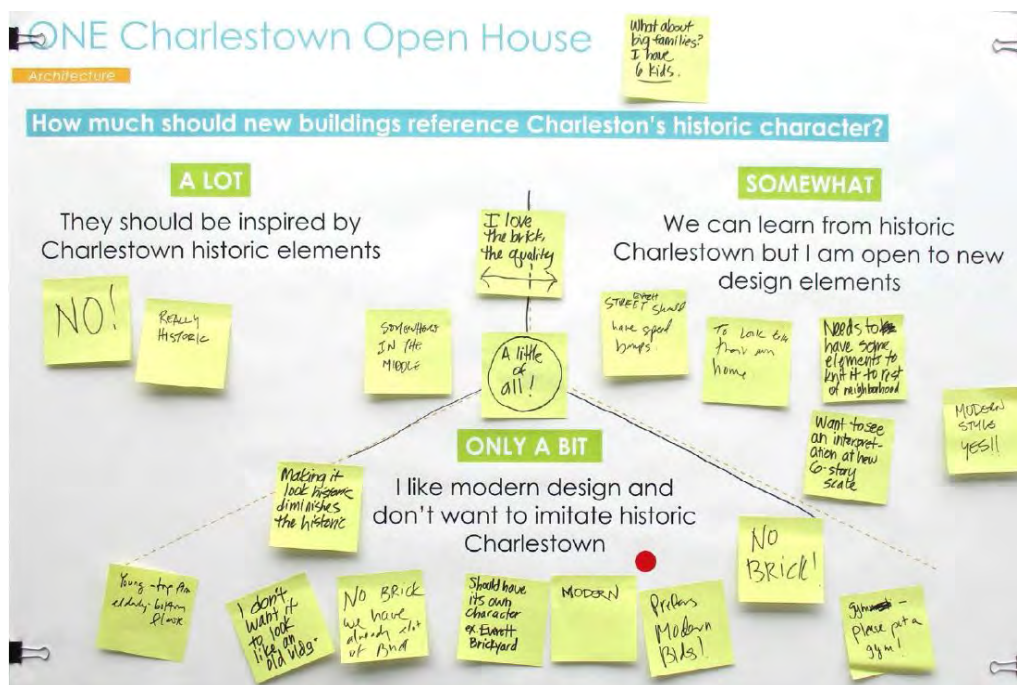 ONE Charlestown Open House
Architecture
What about
big families?
I have
6 kids.
How much should new buildings reference Charleston's historic character?
A LOT
They should be inspired by
Charlestown historic elements
NO!
REALLY
HISTORIC
SOMEWHERE
IN THE
MIDDLE
I love
the brick,
the quality
A little
of
all!
SOMEWHAT
We can learn from historic
Charlestown but I am open to new
design elements
STREET should
have speed
bumps.
To look like
their own
home
Needs to
have some
elements to
knit it to rest
of neighborhood
Want to see
an interpret-
ation at new
6-story
scale
MODERN
STYLE
YES!!
ONLY A BIT
I like modern design and
don't want to imitate historic
Charlestown
Making it
look historic
diminishes
the historic
Young - top
elderly - bottom
I don't
want it
to look
like an
old bldg.
NO BRICK
we have
already alot
of Brick
Should have
its own
character
ex. Everett
Brickyard
MODERN
Prefers
Modern
Blds!
NO
BRICK!
gym -
please put a
gym!